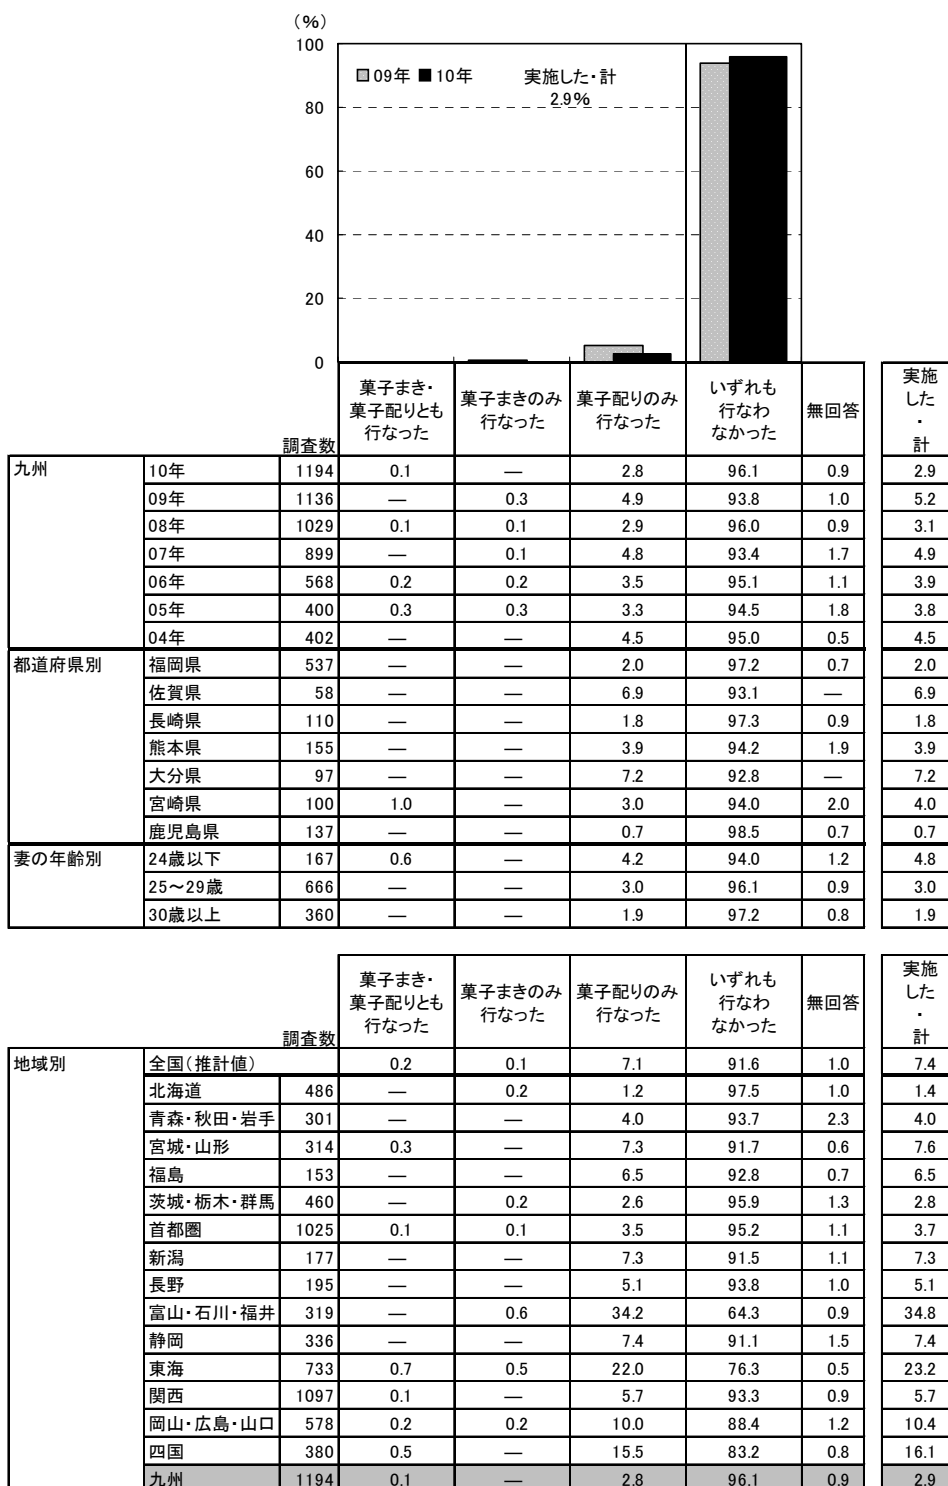 （%）
100
80
60
40
20
0
09年 10年
実施した・計
2.9%
調査数 菓子まき・菓子配りとも行なった 菓子まきのみ行なった 菓子配りのみ行なった いずれも行なわなかった 無回答 実施した・計
九州 10年 1194 0.1 ― 2.8 96.1 0.9 2.9
09年 1136 ― 0.3 4.9 93.8 1.0 5.2
08年 1029 0.1 0.1 2.9 96.0 0.9 3.1
07年 899 ― 0.1 4.8 93.4 1.7 4.9
06年 568 0.2 0.2 3.5 95.1 1.1 3.9
05年 400 0.3 0.3 3.3 94.5 1.8 3.8
04年 402 ― ― 4.5 95.0 0.5 4.5
都道府県別 福岡県 537 ― ― 2.0 97.2 0.7 2.0
佐賀県 58 ― ― 6.9 93.1 ― 6.9
長崎県 110 ― ― 1.8 97.3 0.9 1.8
熊本県 155 ― ― 3.9 94.2 1.9 3.9
大分県 97 ― ― 7.2 92.8 ― 7.2
宮崎県 100 1.0 ― 3.0 94.0 2.0 4.0
鹿児島県 137 ― ― 0.7 98.5 0.7 0.7
妻の年齢別 24歳以下 167 0.6 ― 4.2 94.0 1.2 4.8
25～29歳 666 ― ― 3.0 96.1 0.9 3.0
30歳以上 360 ― ― 1.9 97.2 0.8 1.9
調査数 菓子まき・菓子配りとも行なった 菓子まきのみ行なった 菓子配りのみ行なった いずれも行なわなかった 無回答 実施した・計
地域別 全国（推計値） 0.2 0.1 7.1 91.6 1.0 7.4
北海道 486 ― 0.2 1.2 97.5 1.0 1.4
青森・秋田・岩手 301 ― ― 4.0 93.7 2.3 4.0
宮城・山形 314 0.3 ― 7.3 91.7 0.6 7.6
福島 153 ― ― 6.5 92.8 0.7 6.5
茨城・栃木・群馬 460 ― 0.2 2.6 95.9 1.3 2.8
首都圏 1025 0.1 0.1 3.5 95.2 1.1 3.7
新潟 177 ― ― 7.3 91.5 1.1 7.3
長野 195 ― ― 5.1 93.8 1.0 5.1
富山・石川・福井 319 ― 0.6 34.2 64.3 0.9 34.8
静岡 336 ― ― 7.4 91.1 1.5 7.4
東海 733 0.7 0.5 22.0 76.3 0.5 23.2
関西 1097 0.1 ― 5.7 93.3 0.9 5.7
岡山・広島・山口 578 0.2 0.2 10.0 88.4 1.2 10.4
四国 380 0.5 ― 15.5 83.2 0.8 16.1
九州 1194 0.1 ― 2.8 96.1 0.9 2.9